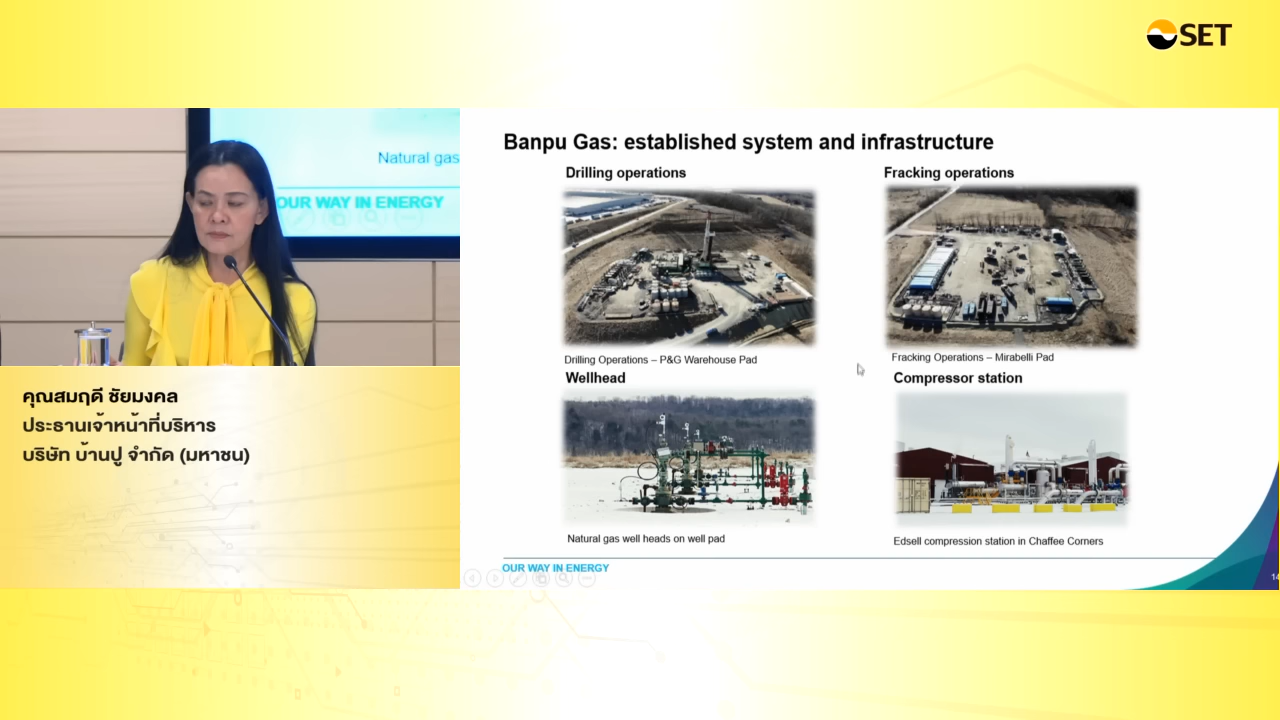 SET
Natural gas
OUR WAY IN ENERGY
คุณสมฤดี ชัยมงคล
ประธานเจ้าหน้าที่บริหาร
บริษัท บ้านปู จำกัด (มหาชน)
Banpu Gas: established system and infrastructure
Drilling operations
Fracking operations
Drilling Operations – P&G Warehouse Pad
Fracking Operations – Mirabelli Pad
Wellhead
Compressor station
Natural gas well heads on well pad
Edsell compression station in Chaffee Corners
OUR WAY IN ENERGY
14